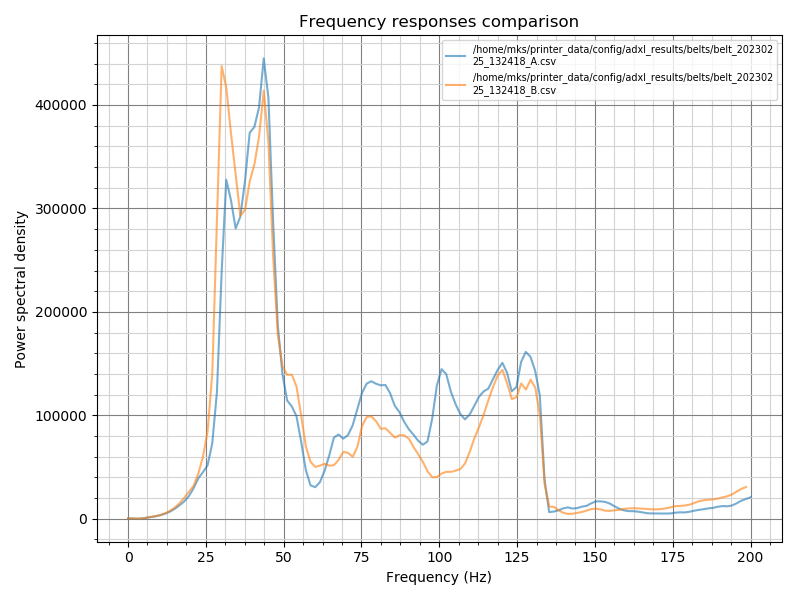 Frequency responses comparison
/home/mks/printer_data/config/adxl_results/belts/belt_202302
25_132418_A.csv
/home/mks/printer_data/config/adxl_results/belts/belt_202302
25_132418_B.csv
Power spectral density
400000
300000
200000
100000
0
0 25 50 75 100 125 150 175 200
Frequency (Hz)